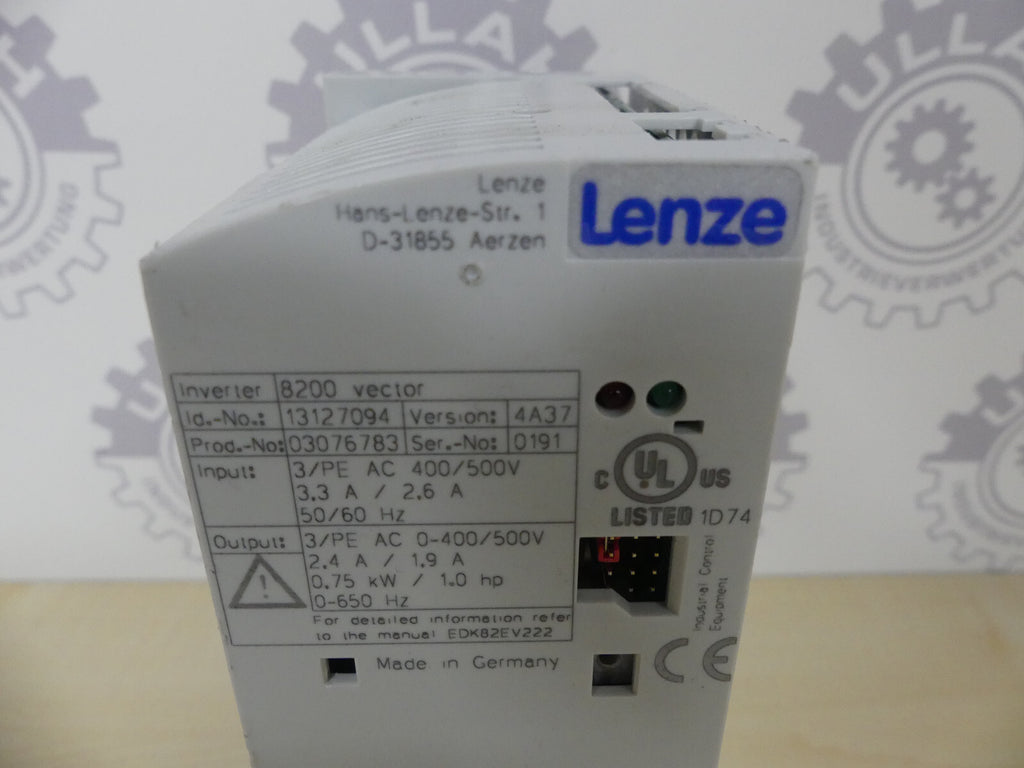 Lenze
Hans-Lenze-Str. 1
D-31855 Aerzen
Lenze
Inverter 8200 vector
Id.-No.: 13127094 Version: 4A37
Prod.-No: 03076783 Ser.-No: 0191
Input: 3/PE AC 400/500V
3.3 A / 2.6 A
50/60 Hz
Output: 3/PE AC 0-400/500V
2.4 A / 1.9 A
0.75 kW / 1.0 hp
0-650 Hz
For detailed information refer
to the manual EDK82EV222
Made in Germany
C UL US
LISTED 1D74
Industrial Control
Equipment
CE
ULLA
INDUSTRIEVERWERTUNG